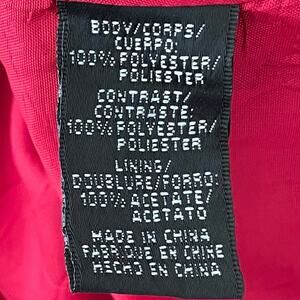 BODY/CORPS/
CUERPO:
100% POLYESTER/
POLIESTER
CONTRAST/
CONTRASTE:
100% POLYESTER/
POLIESTER
LINING/
DOUBLURE/FORRO:
100% ACETATE/
ACETATO
MADE IN CHINA
FABRIQUE EN CHINE
HECHO EN CHINA